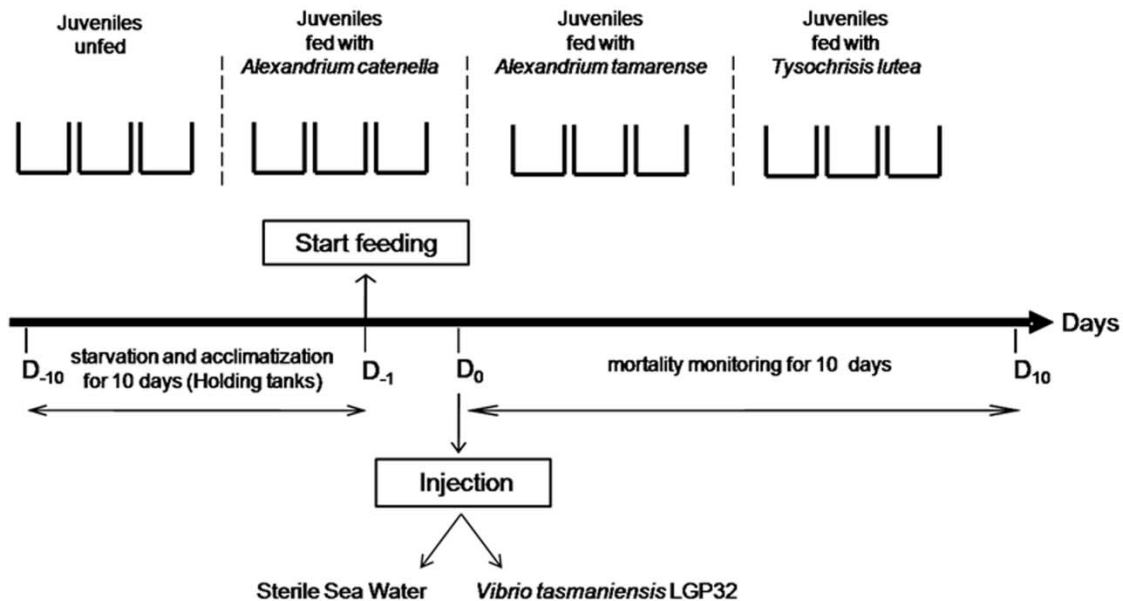 Juveniles
unfed
Juveniles
fed with
Alexandrium catenella
Juveniles
fed with
Alexandrium tamarense
Juveniles
fed with
Tysochrisis lutea
Start feeding
Days
D-10
starvation and acclimatization
for 10 days (Holding tanks)
D-1
D0
mortality monitoring for 10 days
D10
Injection
Sterile Sea Water
Vibrio tasmaniensis LGP32